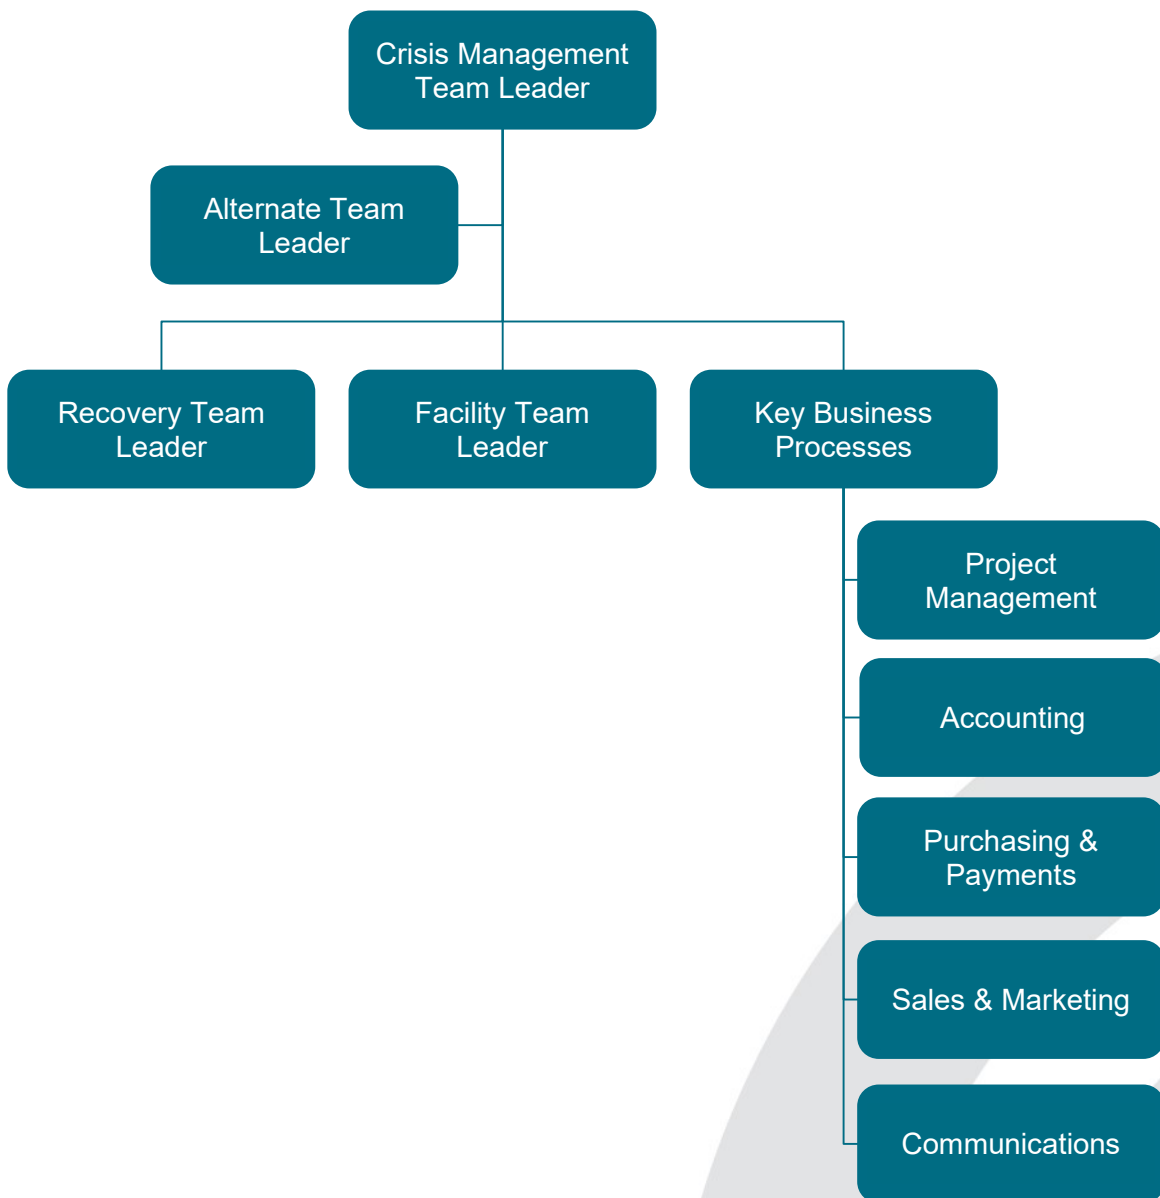 Crisis Management
Team Leader
Alternate Team
Leader
Recovery Team
Leader
Facility Team
Leader
Key Business
Processes
Project
Management
Accounting
Purchasing &
Payments
Sales & Marketing
Communications